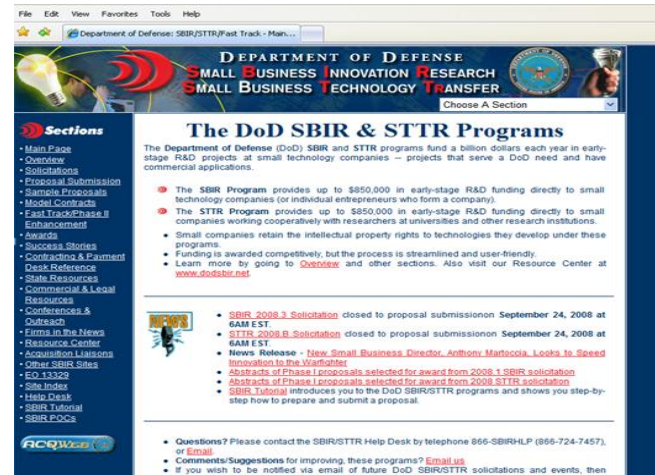 File Edit View Favorites Tools Help
Department of Defense: SBIR/STTR/Fast Track - Main...
DEPARTMENT OF DEFENSE
SMALL BUSINESS INNOVATION RESEARCH
SMALL BUSINESS TECHNOLOGY TRANSFER
Choose A Section
Sections
• Main Page
• Overview
• Solicitations
• Proposal Submission
• Sample Proposals
• Model Contracts
• Fast Track/Phase II
Enhancement
• Awards
• Success Stories
• Contracting & Payment
Desk Reference
• State Resources
• Commercial & Legal
Resources
• Conferences &
Outreach
• Firms in the News
• Resource Center
• Acquisition Liaisons
• Other SBIR Sites
• EO 13329
• Site Index
• Help Desk
• SBIR Tutorial
• SBIR POCs
ACQWeb
The DoD SBIR & STTR Programs
The Department of Defense (DoD) SBIR and STTR programs fund a billion dollars each year in early-
stage R&D projects at small technology companies -- projects that serve a DoD need and have
commercial applications.
The SBIR Program provides up to $850,000 in early-stage R&D funding directly to small
technology companies (or individual entrepreneurs who form a company).
The STTR Program provides up to $850,000 in early-stage R&D funding directly to small
companies working cooperatively with researchers at universities and other research institutions.
• Small companies retain the intellectual property rights to technologies they develop under these
programs.
• Funding is awarded competitively, but the process is streamlined and user-friendly.
• Learn more by going to Overview and other sections. Also visit our Resource Center at
www.dodsbir.net.
NEWS
• SBIR 2008.3 Solicitation closed to proposal submissionon September 24, 2008 at
6AM EST.
• STTR 2008.B Solicitation closed to proposal submissionon September 24, 2008 at
6AM EST.
• News Release - New Small Business Director, Anthony Martoccia, Looks to Speed
Innovation to the Warfighter
• Abstracts of Phase I proposals selected for award from 2008.1 SBIR solicitation
• Abstracts of Phase I proposals selected for award from 2008 STTR solicitation
• SBIR Tutorial introduces you to the DoD SBIR/STTR programs and shows you step-by-
step how to prepare and submit a proposal.
• Questions? Please contact the SBIR/STTR Help Desk by telephone 866-SBIRHLP (866-724-7457),
or Email.
• Comments/Suggestions for improving, these programs? Email us
• If you wish to be notified via email of future DoD SBIR/STTR solicitations and events, then